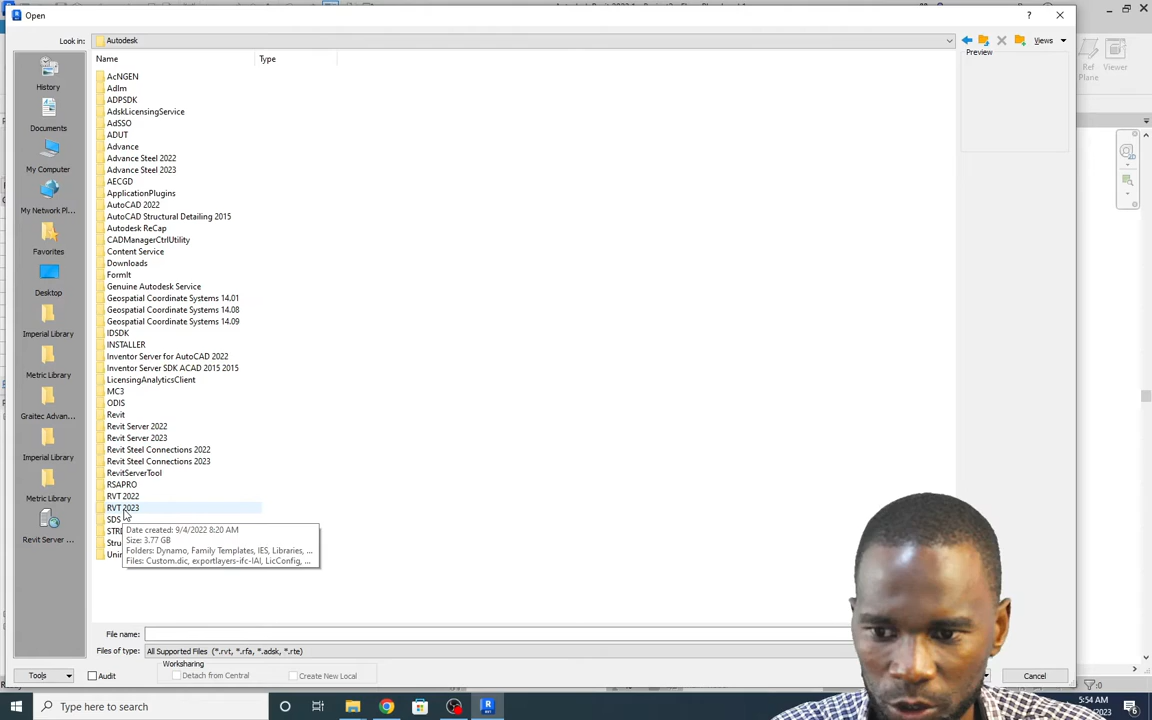 Open
Look in:
Autodesk
Views
Name
Type
Preview
History
Documents
My Computer
My Network Pl...
Favorites
Desktop
Imperial Library
Metric Library
Graitec Advan...
Imperial Library
Metric Library
Revit Server ...
AcNGEN
Adlm
ADPSDK
AdskLicensingService
AdSSO
ADUT
Advance
Advance Steel 2022
Advance Steel 2023
AECGD
ApplicationPlugins
AutoCAD 2022
AutoCAD Structural Detailing 2015
Autodesk ReCap
CADManagerCtrlUtility
Content Service
Downloads
FormIt
Genuine Autodesk Service
Geospatial Coordinate Systems 14.01
Geospatial Coordinate Systems 14.08
Geospatial Coordinate Systems 14.09
IDSDK
INSTALLER
Inventor Server for AutoCAD 2022
Inventor Server SDK ACAD 2015 2015
LicensingAnalyticsClient
MC3
ODIS
Revit
Revit Server 2022
Revit Server 2023
Revit Steel Connections 2022
Revit Steel Connections 2023
RevitServerTool
RSAPRO
RVT 2022
RVT 2023
SDS
Date created: 9/4/2022 8:20 AM
Size: 3.77 GB
Folders: Dynamo, Family Templates, IES, Libraries, ...
Files: Custom.dic, exportlayers-ifc-IAI, LicConfig, ...
File name:
Files of type:
All Supported Files (*.rvt, *.rfa, *.adsk, *.rte)
Worksharing
Tools
Audit
Detach from Central
Create New Local
Cancel
Ref Viewer
Plane
:0
Type here to search
5:54 AM
/2023
6